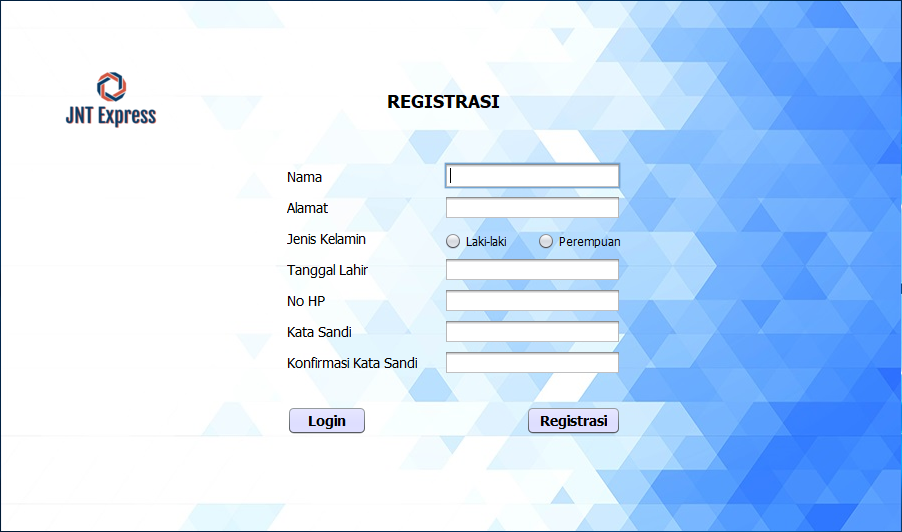 JNT Express
REGISTRASI
Nama
Alamat
Jenis Kelamin
Laki-laki Perempuan
Tanggal Lahir
No HP
Kata Sandi
Konfirmasi Kata Sandi
Login Registrasi